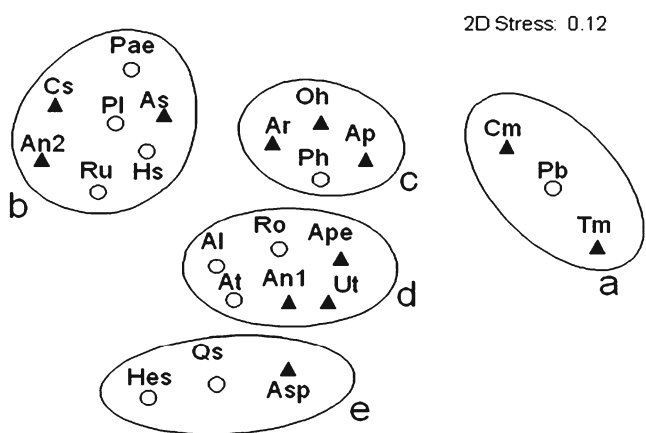 2D Stress: 0.12
Pae
Cs
Pl
As
An2
Ru
Hs
b
Oh
Ar
Ap
Ph
c
Cm
Pb
Tm
a
Al
Ro
Ape
At
An1
Ut
d
Qs
Hes
Asp
e